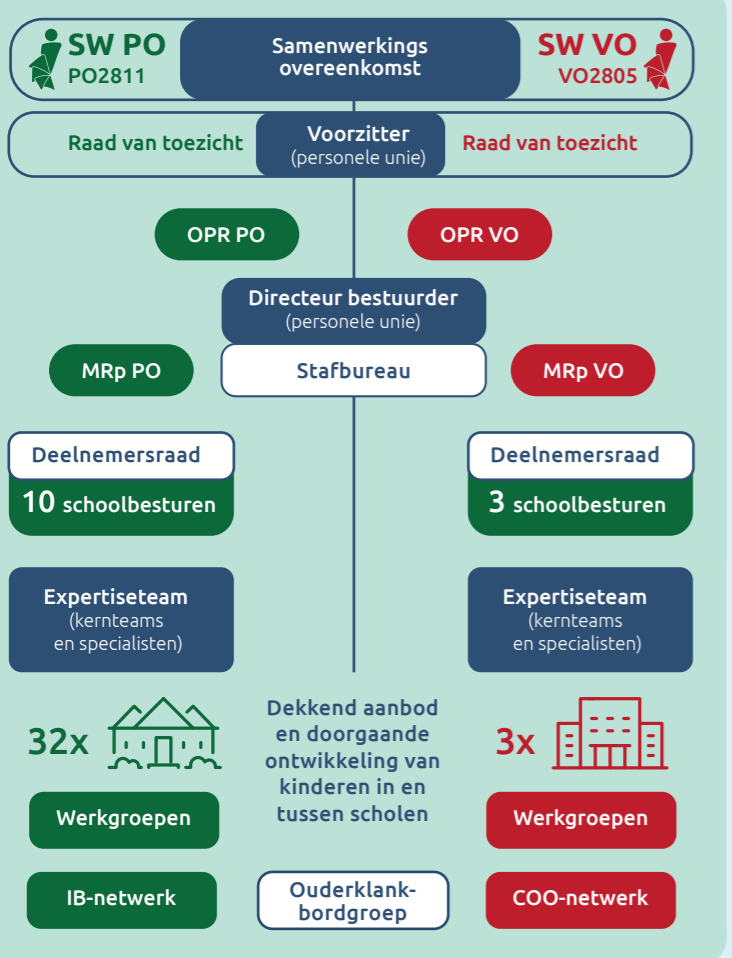 SW PO
PO2811
Samenwerkings
overeenkomst
SW VO
VO2805
Raad van toezicht
Voorzitter
(personele unie)
Raad van toezicht
OPR PO
OPR VO
Directeur bestuurder
(personele unie)
MRp PO
Stafbureau
MRp VO
Deelnemersraad
10 schoolbesturen
Deelnemersraad
3 schoolbesturen
Expertiseteam
(kernteams
en specialisten)
Expertiseteam
(kernteams
en specialisten)
32x
Dekkend aanbod
en doorgaande
ontwikkeling van
kinderen in en
tussen scholen
3x
Werkgroepen
Werkgroepen
IB-netwerk
Ouderklank-
bordgroep
COO-netwerk